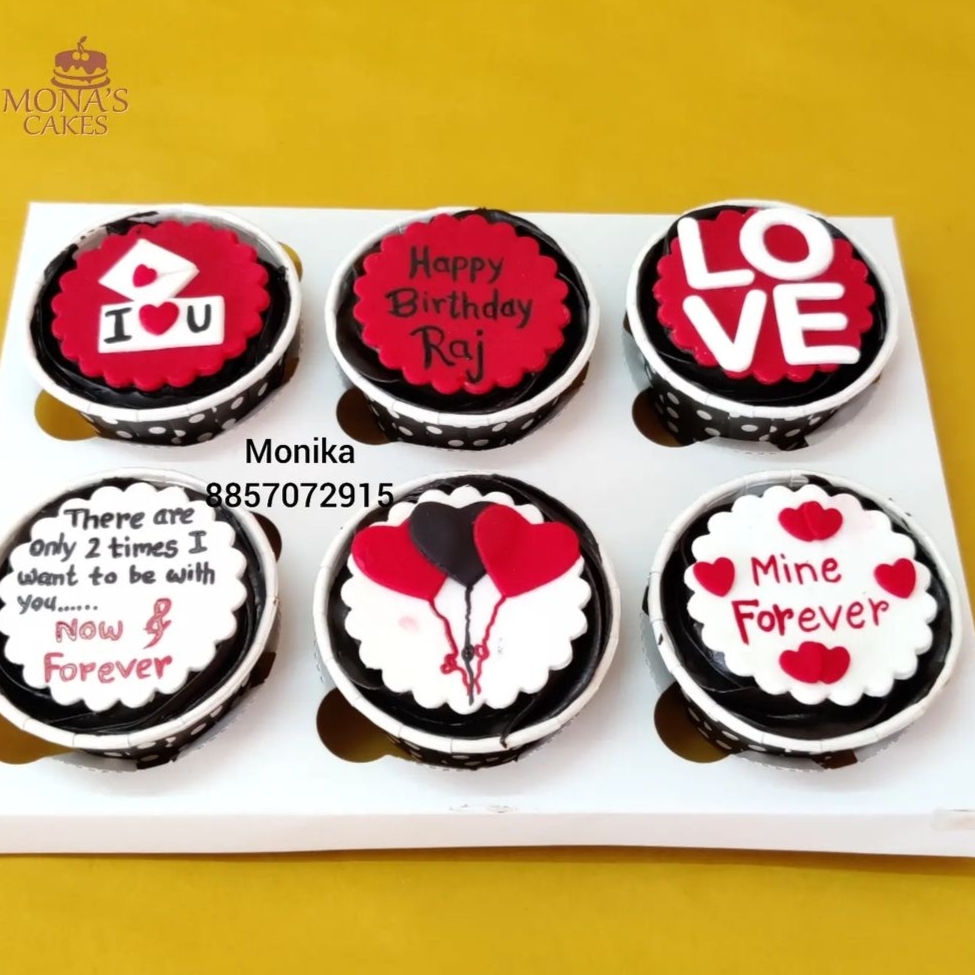 MONA'S
CAKES
I ♥ U
Happy
Birthday
Raj
LO
VE
Monika
8857072915
There are
only 2 times I
want to be with
you......
Now &
Forever
Mine
Forever